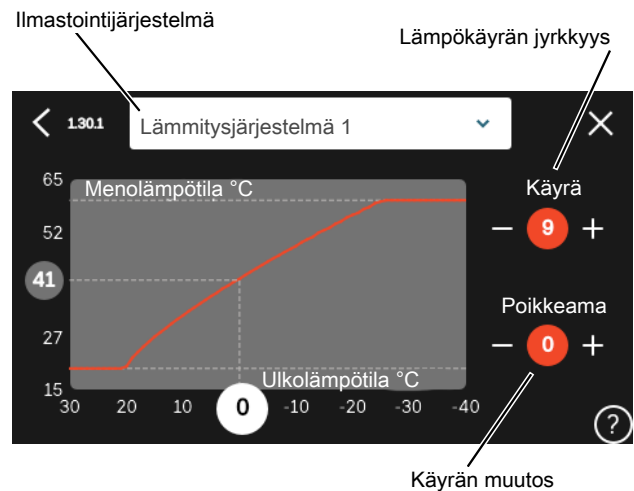 Ilmastointijärjestelmä
Lämpökäyrän jyrkkyys
1.30.1
Lämmitysjärjestelmä 1
65
Menolämpötila °C
Käyrä
52
− 9 +
41
Poikkeama
27
− 0 +
Ulkolämpötila °C
15
30 20 10 0 -10 -20 -30 -40
?
Käyrän muutos